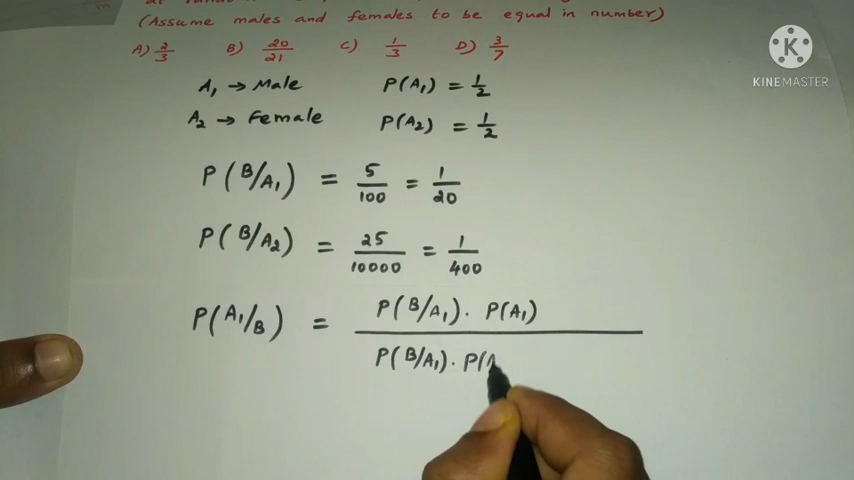 (Assume males and females to be equal in number)
A) 2/3 B) 20/21 C) 1/3 D) 3/7
A₁ → Male P(A₁) = 1/2
A₂ → Female P(A₂) = 1/2
P(B/A₁) = 5/100 = 1/20
P(B/A₂) = 25/10000 = 1/400
P(A₁/B) = P(B/A₁) · P(A₁)
P(B/A₁) · P(A
K
KINEMASTER